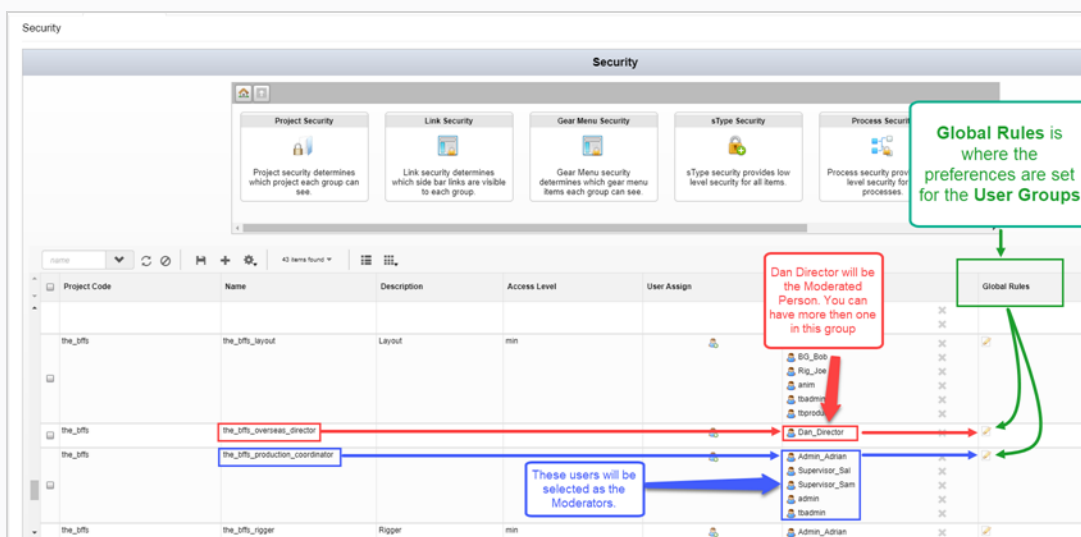 Security
Security
Project Security
Link Security
Gear Menu Security
sType Security
Process Securit
Project security determines
which project each group can
see.
Link security determines
which side bar links are visible
to each group.
Gear Menu security
determines which gear menu
items each group can see.
sType security provides low
level security for all items.
Process security prov
level security for
processes.
Global Rules is
where the
preferences are set
for the User Groups
name
43 items found
Project Code
Name
Description
Access Level
User Assign
Global Rules
Dan Director will be
the Moderated
Person. You can
have more then one
in this group
the_bffs
the_bffs_layout
Layout
min
BG_Bob
Rig_Joe
anim
tbadmin
tbprodu
the_bffs
the_bffs_overseas_director
Dan_Director
the_bffs
the_bffs_production_coordinator
Admin_Adrian
Supervisor_Sal
Supervisor_Sam
admin
tbadmin
These users will be
selected as the
Moderators.
the_bffs
the_bffs_rigger
Rigger
min
Admin_Adrian